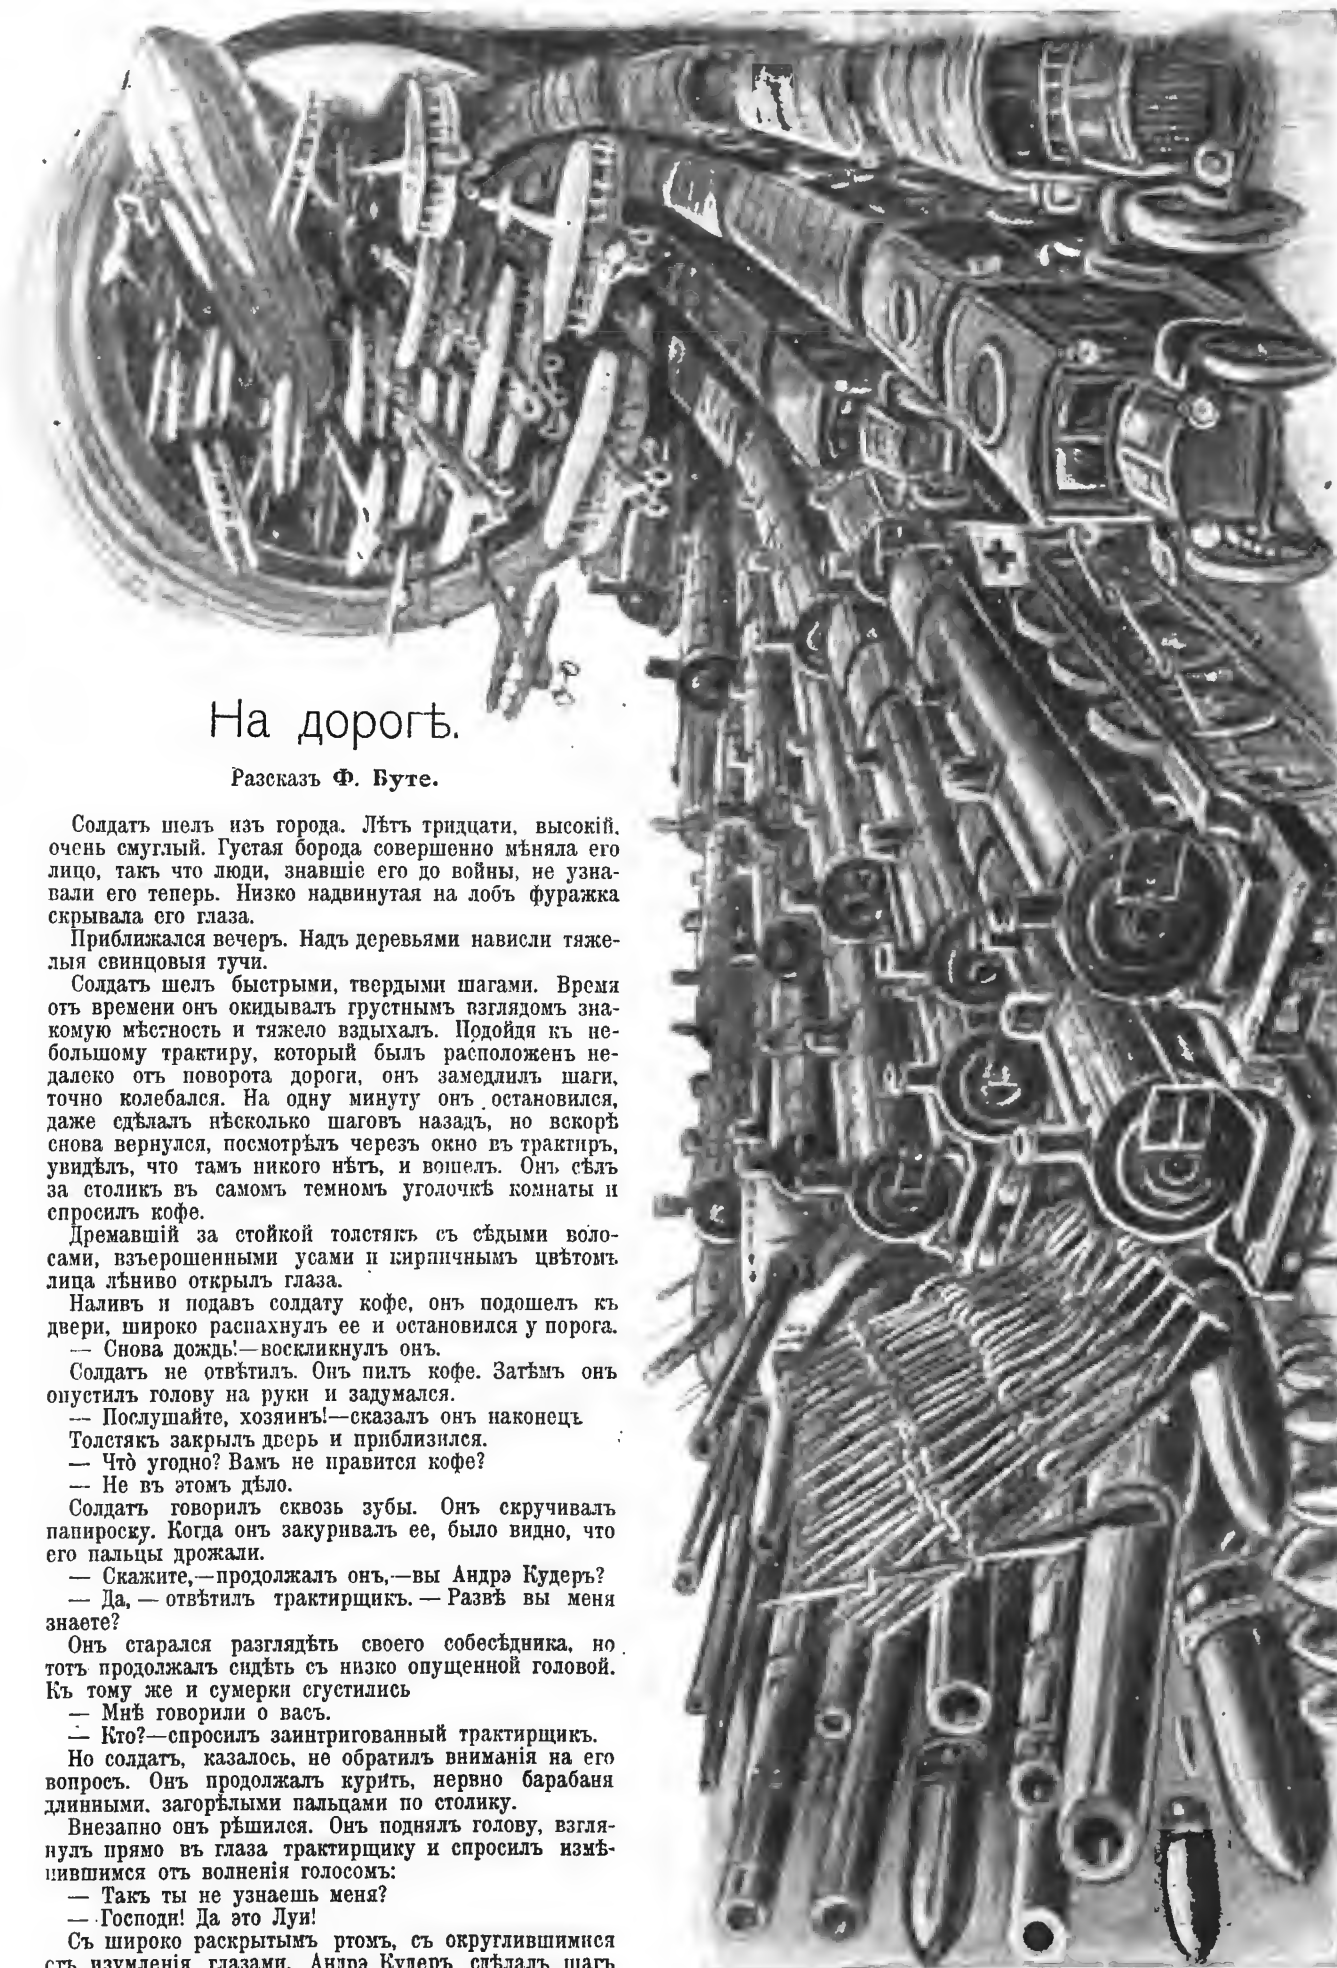 На дорогѣ.
Разсказъ Ф. Буте.
Солдатъ шелъ изъ города. Лѣтъ тридцати, высокій,
очень смуглый. Густая борода совершенно мѣняла его
лицо, такъ что люди, знавшіе его до войны, не узна-
вали его теперь. Низко надвинутая на лобъ фуражка
скрывала его глаза.
Приближался вечеръ. Надъ деревьями нависли тяже-
лыя свинцовыя тучи.
Солдатъ шелъ быстрыми, твердыми шагами. Время
отъ времени онъ окидывалъ грустнымъ взглядомъ зна-
комую мѣстность и тяжело вздыхалъ. Подойдя къ не-
большому трактиру, который былъ расположенъ не-
далеко отъ поворота дороги, онъ замедлилъ шаги,
точно колебался. На одну минуту онъ остановился,
даже сдѣлалъ нѣсколько шаговъ назадъ, но вскорѣ
снова вернулся, посмотрѣлъ черезъ окно въ трактиръ,
увидѣлъ, что тамъ никого нѣтъ, и вошелъ. Онъ сѣлъ
за столикъ въ самомъ темномъ уголочкѣ комнаты и
спросилъ кофе.
Дремавшій за стойкой толстякъ съ сѣдыми воло-
сами, взъерошенными усами и кирпичнымъ цвѣтомъ
лица лѣниво открылъ глаза.
Наливъ и подавъ солдату кофе, онъ подошелъ къ
двери, широко распахнулъ ее и остановился у порога.
— Снова дождь!—воскликнулъ онъ.
Солдатъ не отвѣтилъ. Онъ пилъ кофе. Затѣмъ онъ
опустилъ голову на руки и задумался.
— Послушайте, хозяинъ!—сказалъ онъ наконецъ
Толстякъ закрылъ дверь и приблизился.
— Что̀ угодно? Вамъ не нравится кофе?
— Не въ этомъ дѣло.
Солдатъ говорилъ сквозь зубы. Онъ скручивалъ
папироску. Когда онъ закуривалъ ее, было видно, что
его пальцы дрожали.
— Скажите,—продолжалъ онъ,—вы Андрэ Кудеръ?
— Да, — отвѣтилъ трактирщикъ. — Развѣ вы меня
знаете?
Онъ старался разглядѣть своего собесѣдника, но
тотъ продолжалъ сидѣть съ низко опущенной головой.
Къ тому же и сумерки сгустились
— Мнѣ говорили о васъ.
— Кто?—спросилъ заинтригованный трактирщикъ.
Но солдатъ, казалось, не обратилъ вниманія на его
вопросъ. Онъ продолжалъ курить, нервно барабаня
длинными, загорѣлыми пальцами по столику.
Внезапно онъ рѣшился. Онъ поднялъ голову, взгля-
нулъ прямо въ глаза трактирщику и спросилъ измѣ-
нившимся отъ волненія голосомъ:
— Такъ ты не узнаешь меня?
— Господи! Да это Луи!
Съ широко раскрытымъ ртомъ, съ округлившимися
отъ изумленія глазами, Андрэ Кудеръ сдѣлалъ шагъ